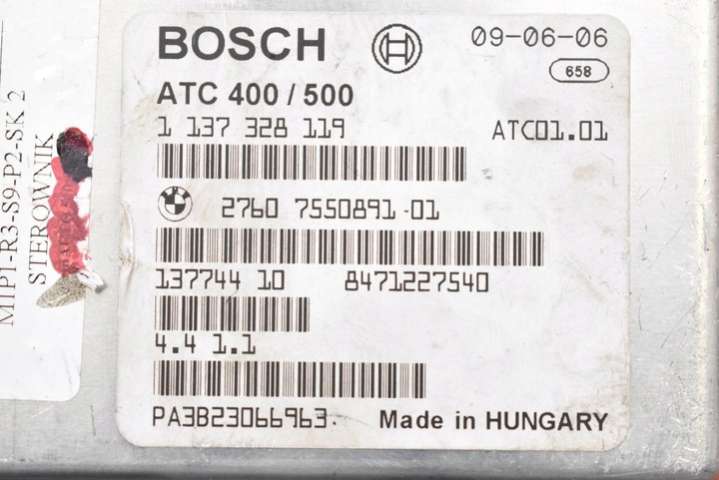 BOSCH
09-06-06
658
ATC 400 / 500
1 137 328 119
ATC01.01
2760 7550891-01
137744 10 8471227540
4.4 1.1
PA3B23066963.
Made in HUNGARY
M1P1-R3-S9-P2-SK 2
STEROWNIK